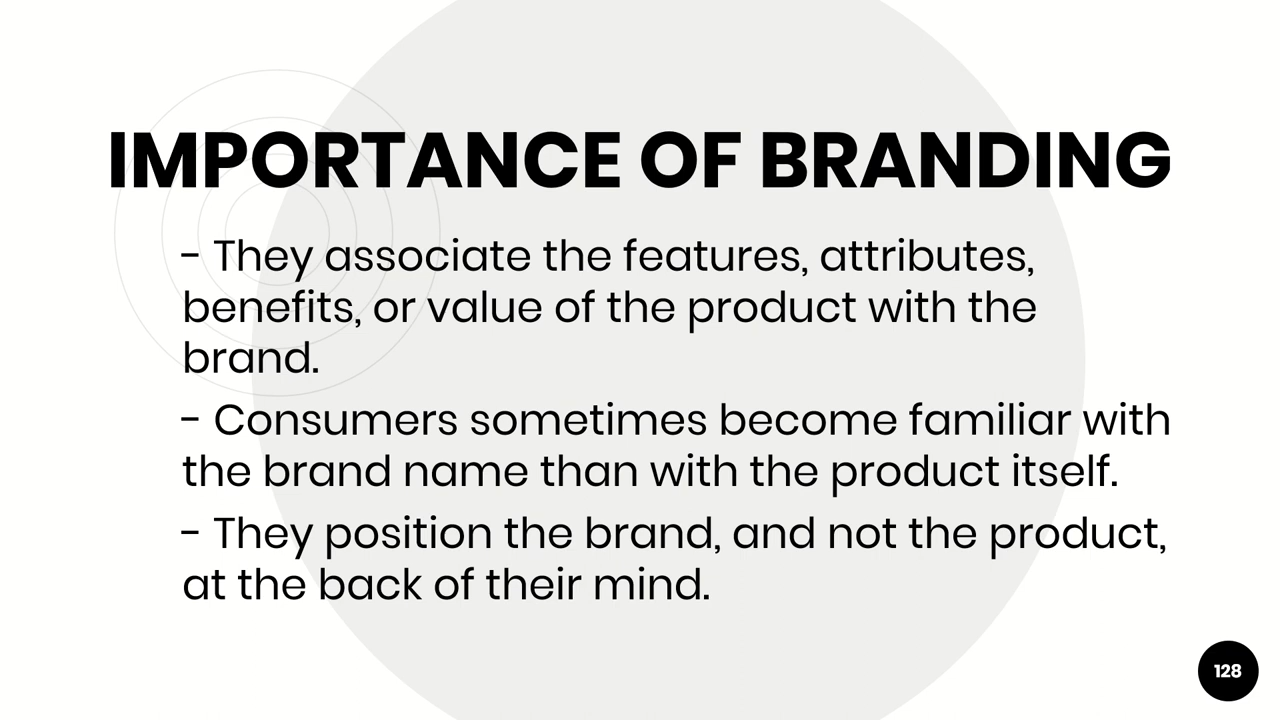 IMPORTANCE OF BRANDING
- They associate the features, attributes,
benefits, or value of the product with the
brand.
- Consumers sometimes become familiar with
the brand name than with the product itself.
- They position the brand, and not the product,
at the back of their mind.
128